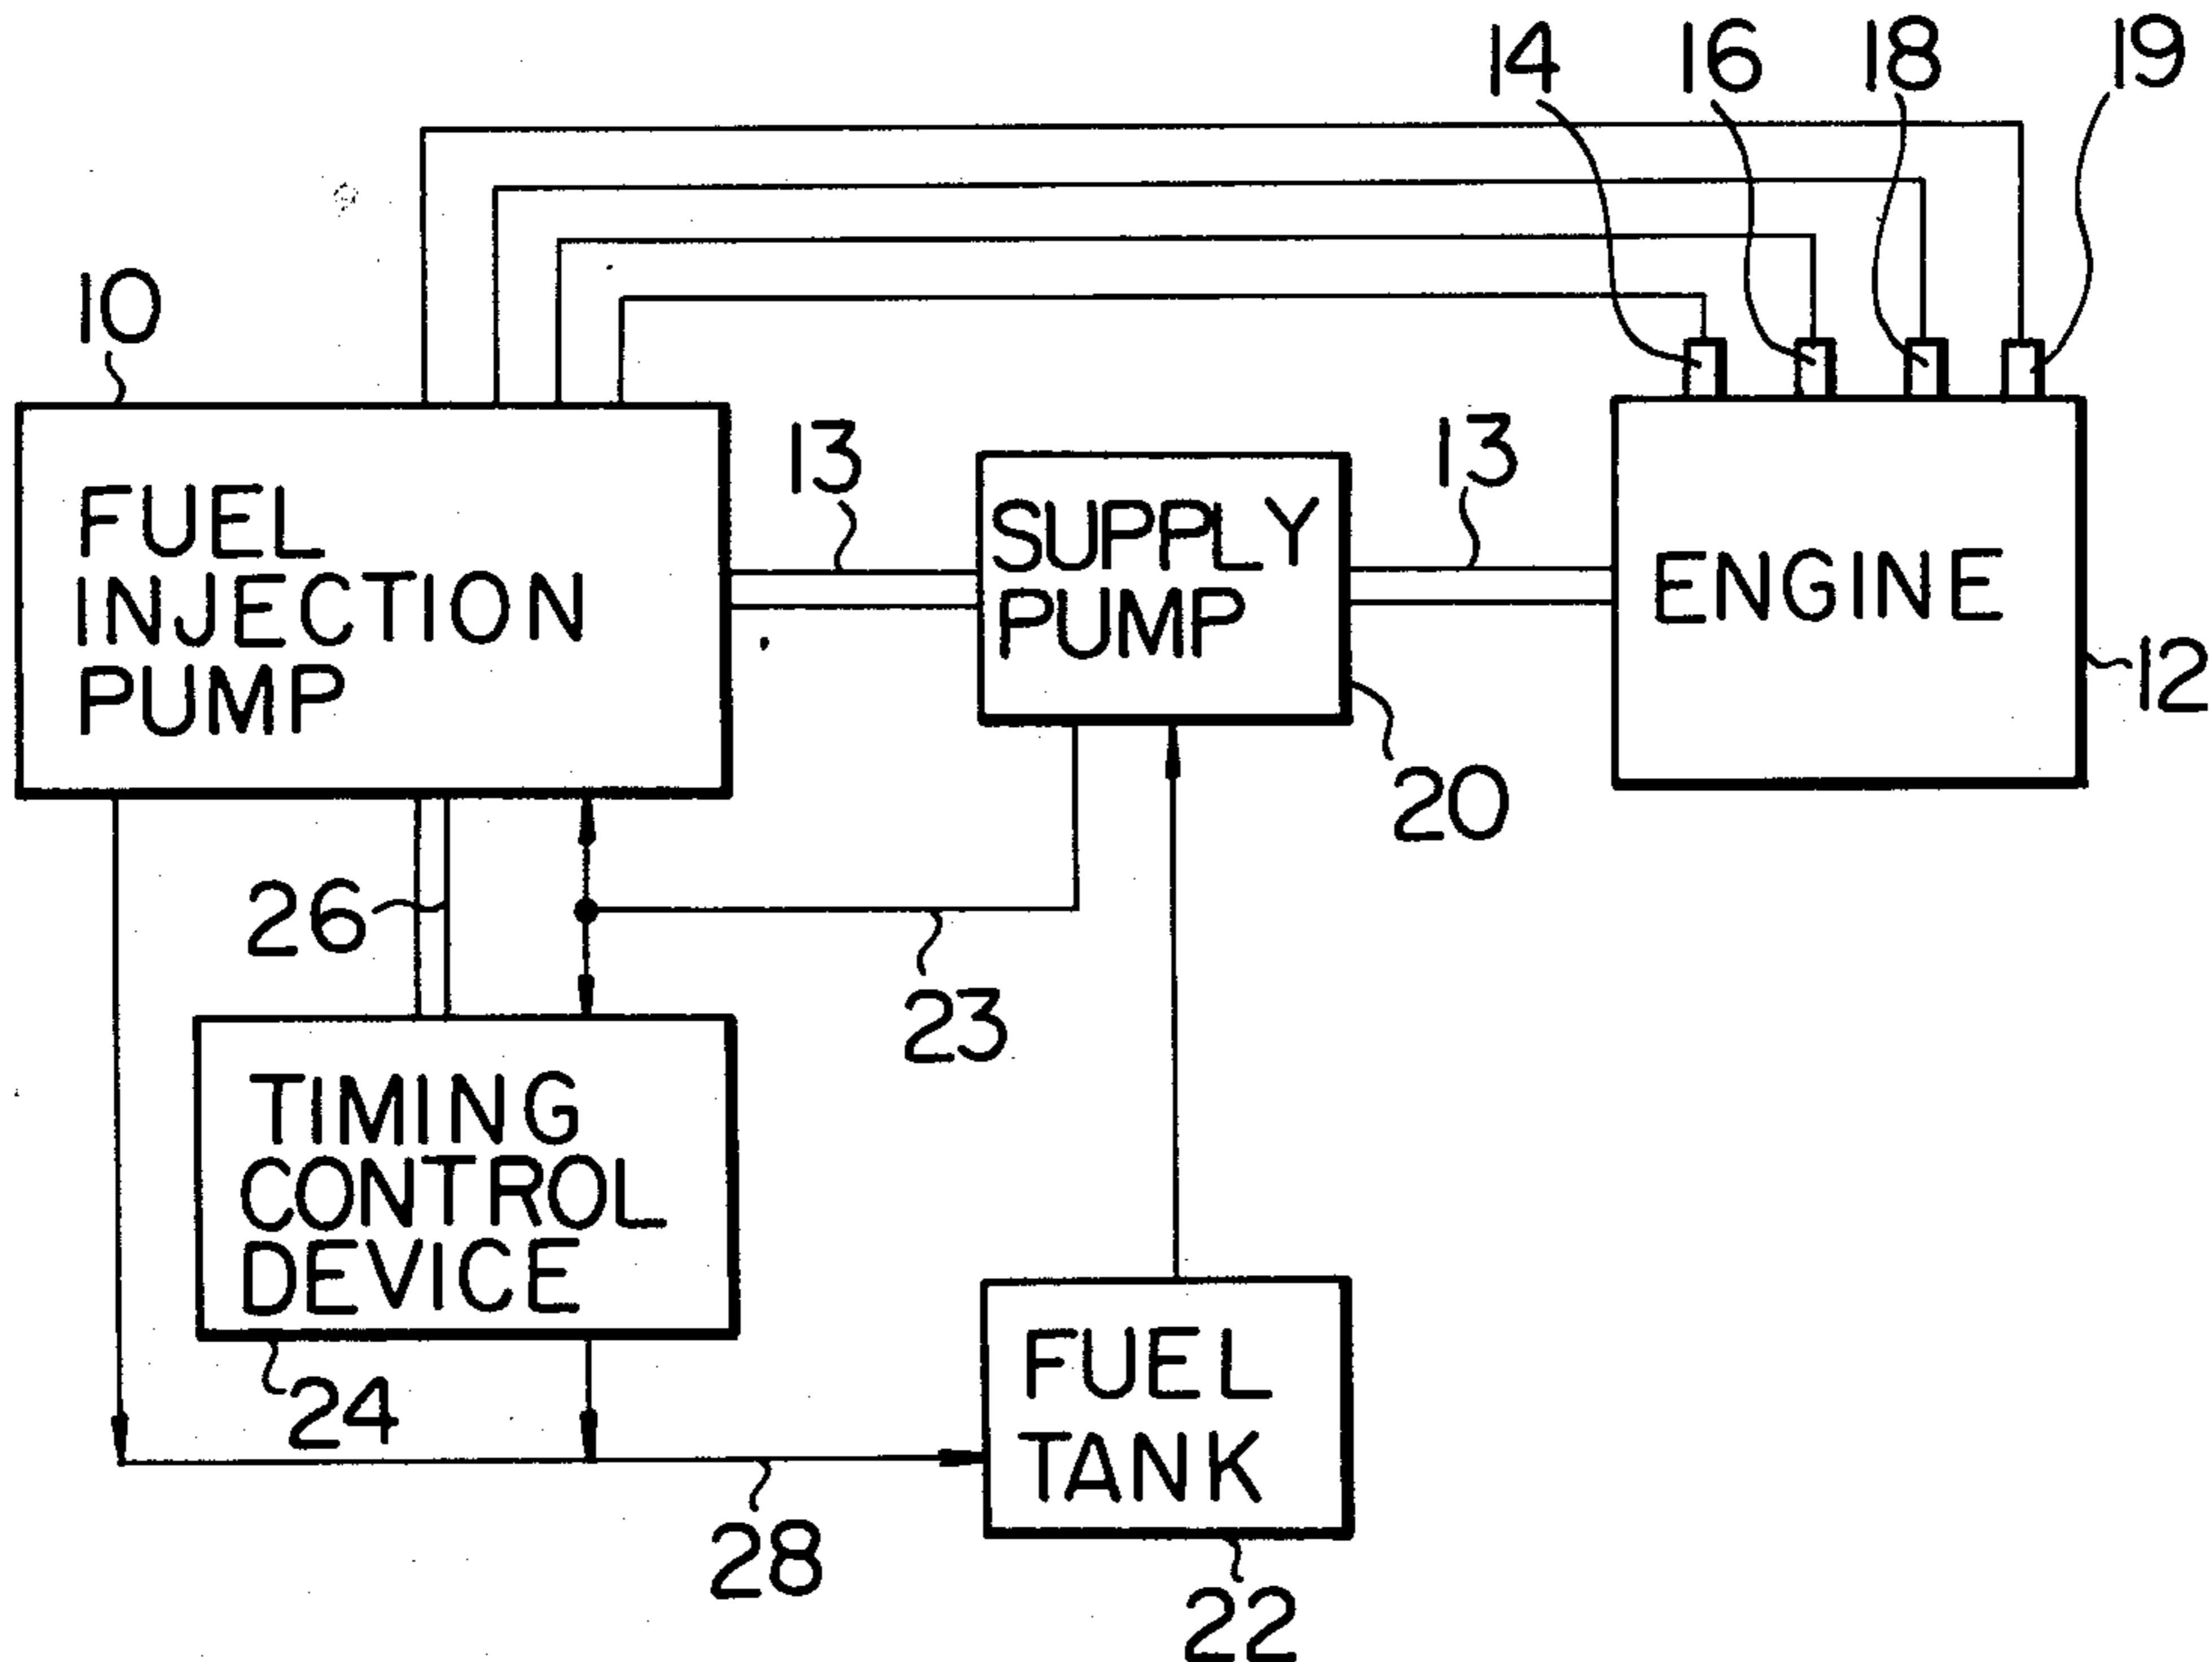 14 16 18 19
10
13
13
FUEL
INJECTION
PUMP
SUPPLY
PUMP
ENGINE
12
20
26
23
TIMING
CONTROL
DEVICE
24
FUEL
TANK
28
22